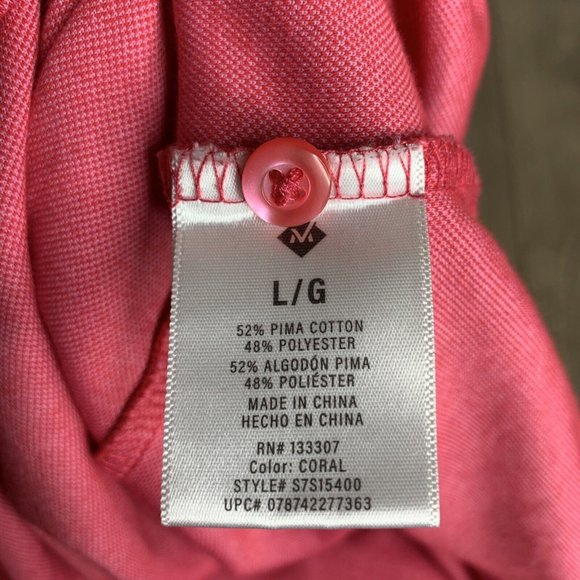 L/G
52% PIMA COTTON
48% POLYESTER
52% ALGODÓN PIMA
48% POLIÉSTER
MADE IN CHINA
HECHO EN CHINA
RN# 133307
Color: CORAL
STYLE# S7S15400
UPC# 078742277363